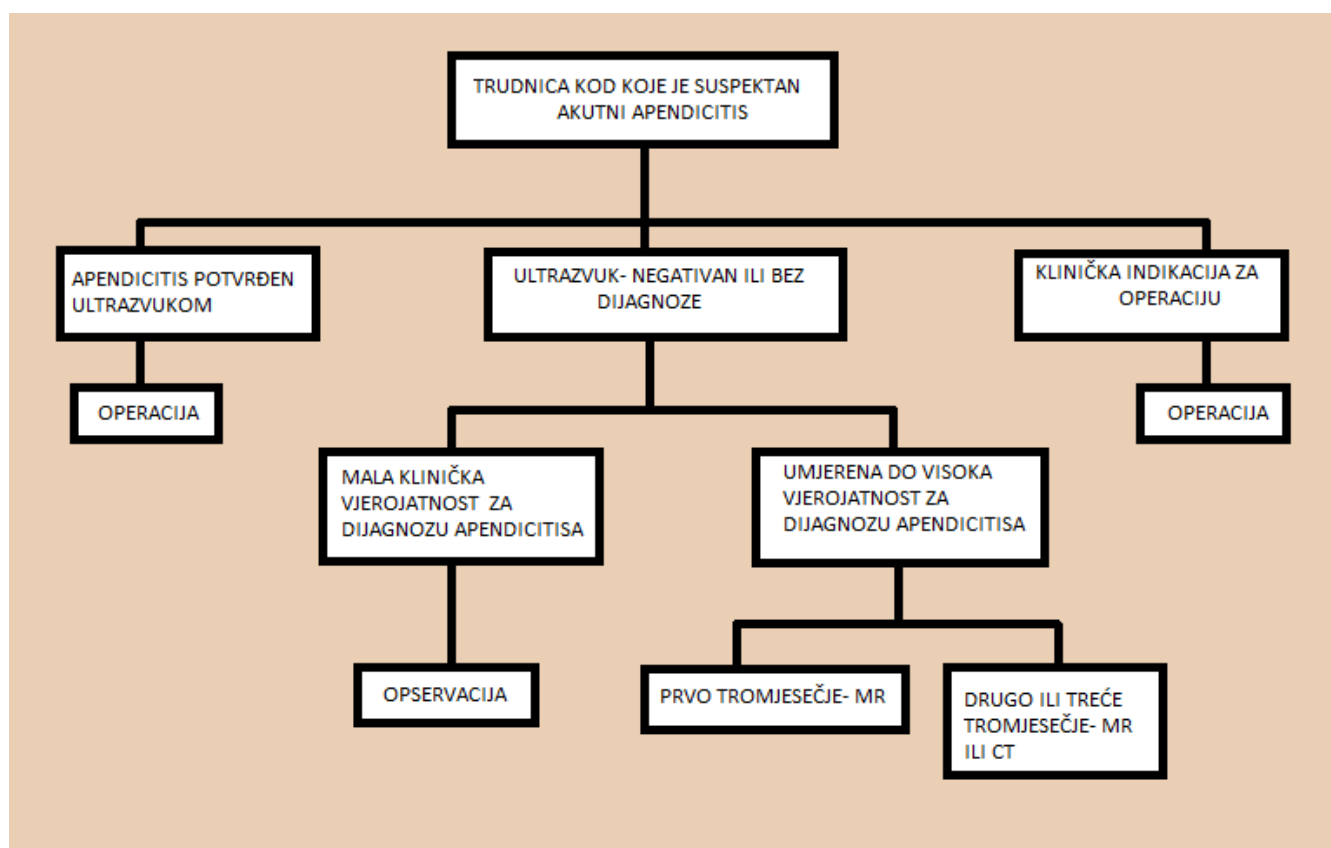 TRUDNICA KOD KOJE JE SUSPEKTAN
AKUTNI APENDICITIS
APENDICITIS POTVRĐEN
ULTRAZVUKOM
ULTRAZVUK- NEGATIVAN ILI BEZ
DIJAGNOZE
KLINIČKA INDIKACIJA ZA
OPERACIJU
OPERACIJA
OPERACIJA
MALA KLINIČKA
VJEROJATNOST ZA
DIJAGNOZU APENDICITISA
UMJERENA DO VISOKA
VJEROJATNOST ZA
DIJAGNOZU APENDICITISA
OPSERVACIJA
PRVO TROMJESEČJE- MR
DRUGO ILI TREĆE
TROMJESEČJE- MR
ILI CT